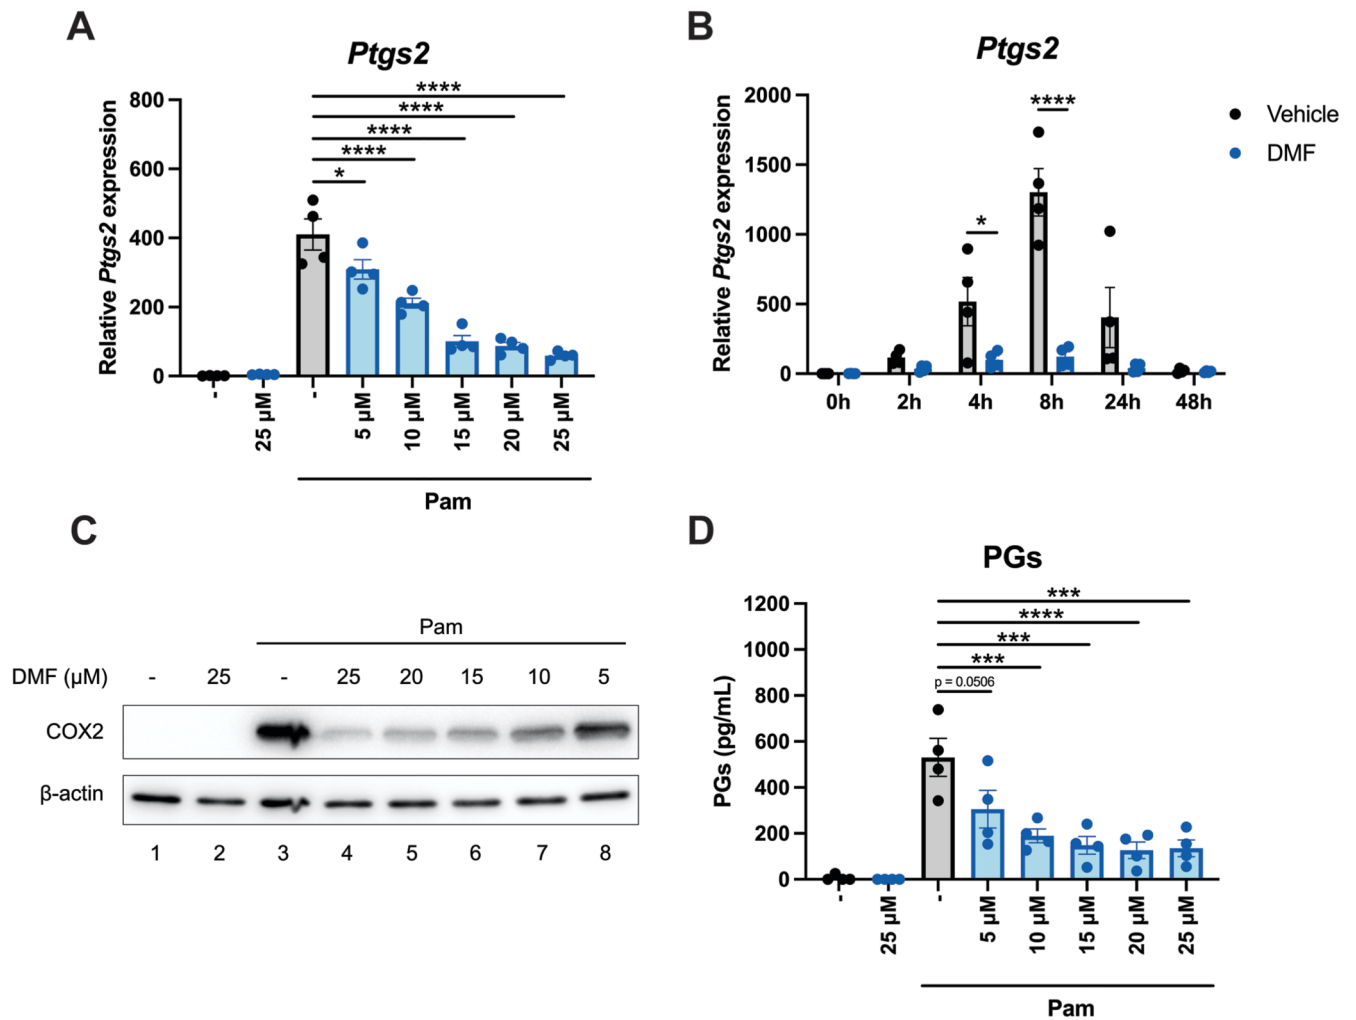 A
Ptgs2
Relative Ptgs2 expression
800
600
400
200
0
****
****
****
****
*
-
25 µM
-
5 µM
10 µM
15 µM
20 µM
25 µM
Pam
B
Ptgs2
Relative Ptgs2 expression
2000
1500
1000
500
0
*
****
0h
2h
4h
8h
24h
48h
Vehicle
DMF
C
Pam
DMF (µM) - 25 - 25 20 15 10 5
COX2
β-actin
1 2 3 4 5 6 7 8
D
PGs
PGs (pg/mL)
1200
1000
800
600
400
200
0
***
****
***
***
p = 0.0506
-
25 µM
-
5 µM
10 µM
15 µM
20 µM
25 µM
Pam